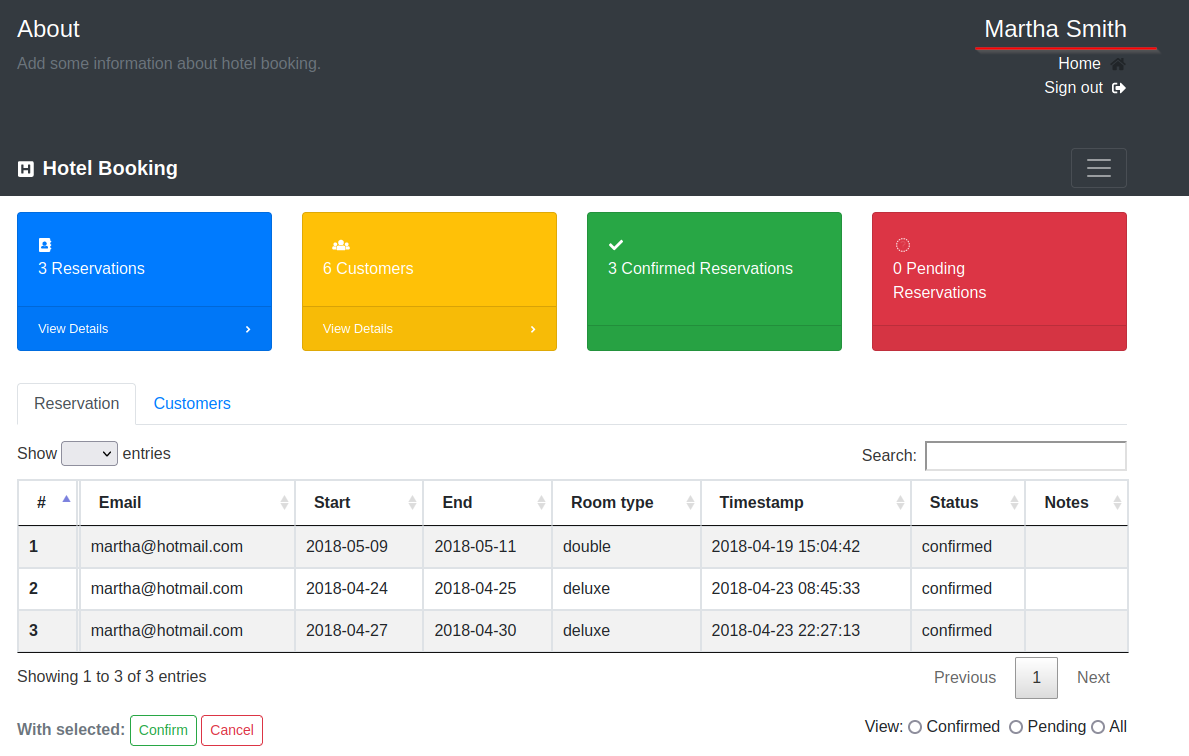 About
Martha Smith
Add some information about hotel booking.
Home
Sign out
H Hotel Booking
3 Reservations
6 Customers
3 Confirmed Reservations
0 Pending
Reservations
View Details
View Details
Reservation Customers
Show entries
Search:
# Email Start End Room type Timestamp Status Notes
1 martha@hotmail.com 2018-05-09 2018-05-11 double 2018-04-19 15:04:42 confirmed
2 martha@hotmail.com 2018-04-24 2018-04-25 deluxe 2018-04-23 08:45:33 confirmed
3 martha@hotmail.com 2018-04-27 2018-04-30 deluxe 2018-04-23 22:27:13 confirmed
Showing 1 to 3 of 3 entries
Previous 1 Next
With selected: Confirm Cancel
View: Confirmed Pending All